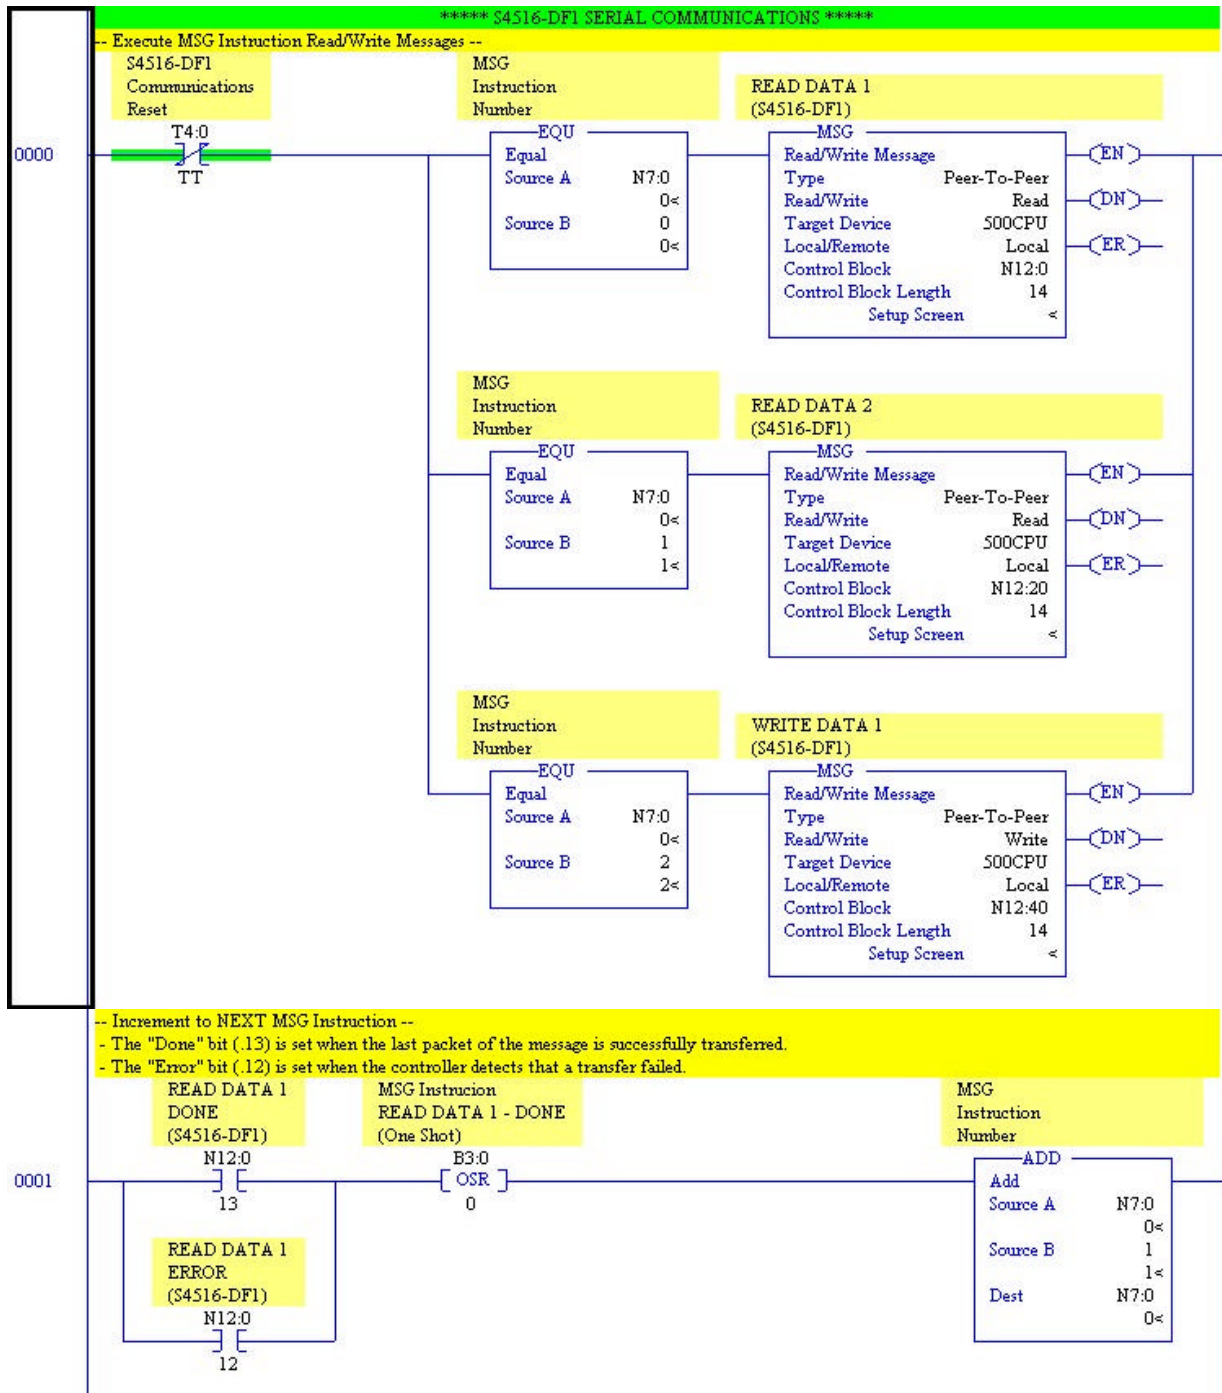 ***** S4516-DF1 SERIAL COMMUNICATIONS *****
-- Execute MSG Instruction Read/Write Messages --
S4516-DF1
Communications
Reset
T4:0
TT
0000
MSG
Instruction
Number
EQU
Equal
Source A N7:0
0<
Source B 0
0<
READ DATA 1
(S4516-DF1)
MSG
Read/Write Message
Type Peer-To-Peer
Read/Write Read
Target Device 500CPU
Local/Remote Local
Control Block N12:0
Control Block Length 14
Setup Screen <
EN
DN
ER
MSG
Instruction
Number
EQU
Equal
Source A N7:0
0<
Source B 1
1<
READ DATA 2
(S4516-DF1)
MSG
Read/Write Message
Type Peer-To-Peer
Read/Write Read
Target Device 500CPU
Local/Remote Local
Control Block N12:20
Control Block Length 14
Setup Screen <
EN
DN
ER
MSG
Instruction
Number
EQU
Equal
Source A N7:0
0<
Source B 2
2<
WRITE DATA 1
(S4516-DF1)
MSG
Read/Write Message
Type Peer-To-Peer
Read/Write Write
Target Device 500CPU
Local/Remote Local
Control Block N12:40
Control Block Length 14
Setup Screen <
EN
DN
ER
-- Increment to NEXT MSG Instruction --
- The "Done" bit (.13) is set when the last packet of the message is successfully transferred.
- The "Error" bit (.12) is set when the controller detects that a transfer failed.
READ DATA 1
DONE
(S4516-DF1)
N12:0
13
0001
READ DATA 1
ERROR
(S4516-DF1)
N12:0
12
MSG Instrucion
READ DATA 1 - DONE
(One Shot)
B3:0
OSR
0
MSG
Instruction
Number
ADD
Add
Source A N7:0
0<
Source B 1
1<
Dest N7:0
0<